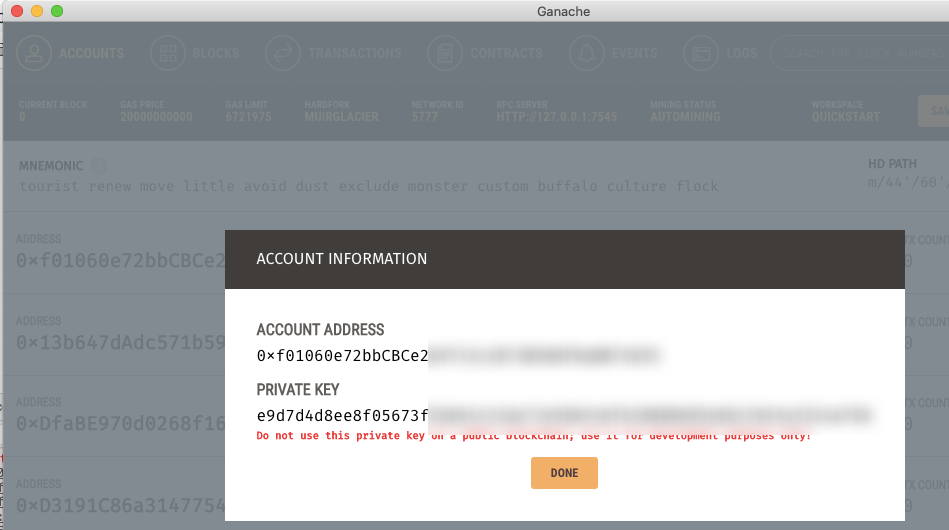 Ganache
ACCOUNTS BLOCKS TRANSACTIONS CONTRACTS EVENTS LOGS SEARCH FOR BLOCK NUMBER
CURRENT BLOCK GAS PRICE GAS LIMIT HARDFORK NETWORK ID RPC SERVER MINING STATUS WORKSPACE
0 20000000000 6721975 MUIRGLACIER 5777 HTTP://127.0.0.1:7545 AUTOMINING QUICKSTART SAV
MNEMONIC HD PATH
tourist renew move little avoid dust exclude monster custom buffalo culture flock m/44'/60'
ADDRESS TX COUNT
0×f01060e72bbCBCe2 0
ADDRESS TX COUNT
0×13b647dAdc571b59 0
ADDRESS TX COUNT
0×DfaBE970d0268f16 0
ADDRESS TX COUNT
0×D3191C86a3147754 0
ACCOUNT INFORMATION
ACCOUNT ADDRESS
0×f01060e72bbCBCe2
PRIVATE KEY
e9d7d4d8ee8f05673f
Do not use this private key on a public blockchain; use it for development purposes only!
DONE